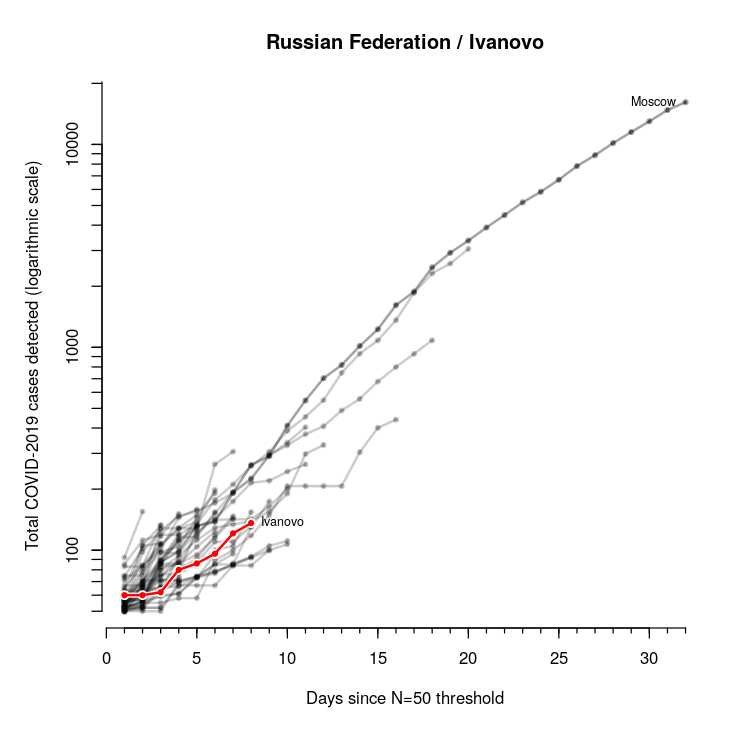 Russian Federation / Ivanovo
Total COVID-2019 cases detected (logarithmic scale)
10000
1000
100
Moscow
Ivanovo
0 5 10 15 20 25 30
Days since N=50 threshold